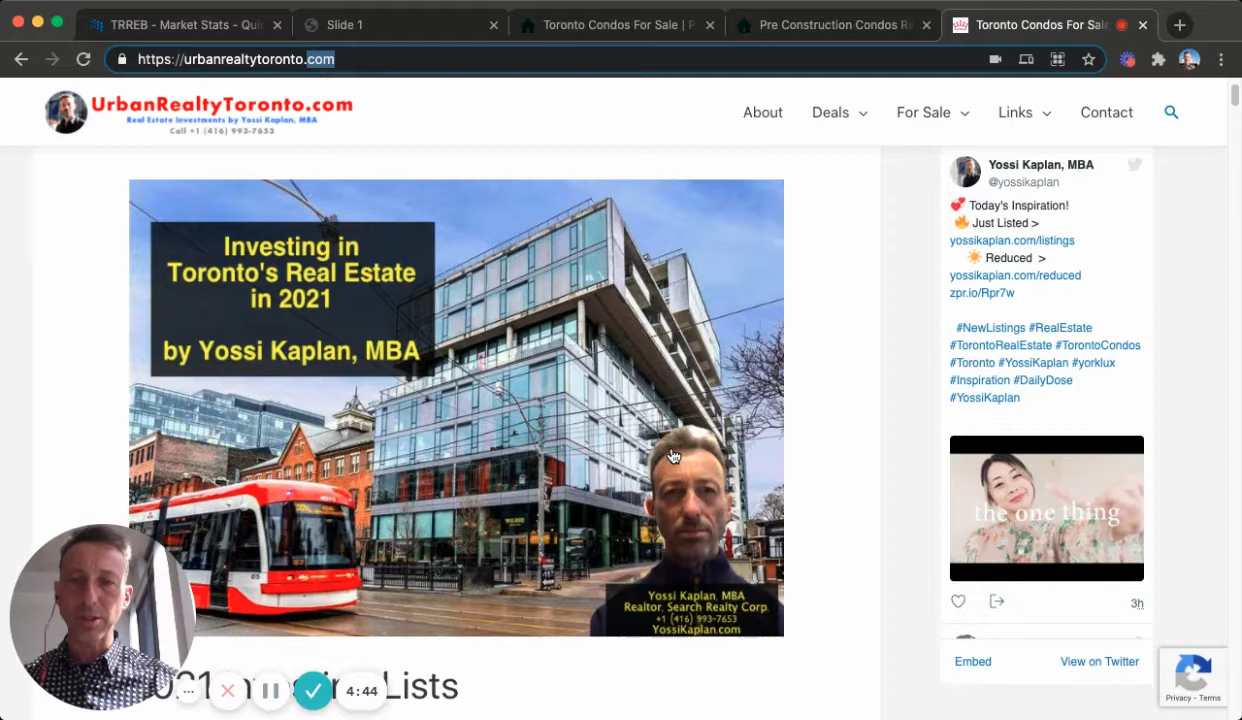 TRREB - Market Stats - Qui
Slide 1
Toronto Condos For Sale | P
Pre Construction Condos R
Toronto Condos For Sale
https://urbanrealtytoronto.com
UrbanRealtyToronto.com
Real Estate Investments by Yossi Kaplan, MBA
Call +1 (416) 993-7653
About
Deals
For Sale
Links
Contact
Investing in
Toronto's Real Estate
in 2021
by Yossi Kaplan, MBA
Yossi Kaplan, MBA
Realtor, Search Realty Corp.
+1 (416) 993-7653
YossiKaplan.com
Lists
4:44
Yossi Kaplan, MBA
@yossikaplan
Today's Inspiration!
Just Listed >
yossikaplan.com/listings
Reduced >
yossikaplan.com/reduced
zpr.io/Rpr7w
#NewListings #RealEstate
#TorontoRealEstate #TorontoCondos
#Toronto #YossiKaplan #yorklux
#Inspiration #DailyDose
#YossiKaplan
the one thing
3h
Embed
View on Twitter
Privacy - Terms